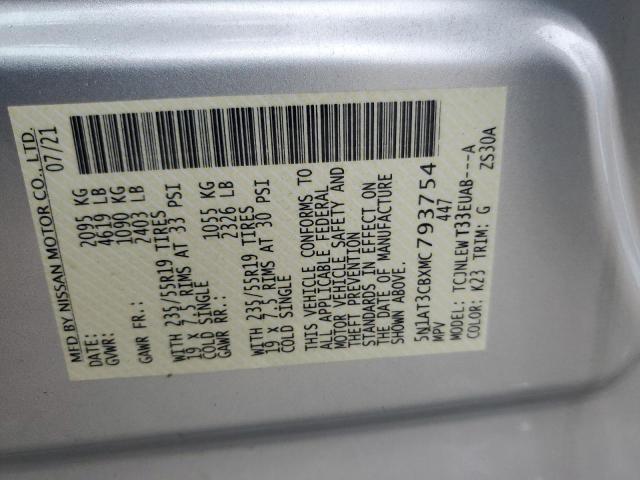 MFD BY NISSAN MOTOR CO., LTD.
DATE: 07/21
GVWR: 2095 KG
4619 LB
GAWR FR.: 1090 KG
2403 LB
WITH 235/55R19 TIRES
19 x 7.5 RIMS AT 33 PSI
COLD SINGLE
GAWR RR.: 1055 KG
2326 LB
WITH 235/55R19 TIRES
19 x 7.5 RIMS AT 30 PSI
COLD SINGLE
THIS VEHICLE CONFORMS TO
ALL APPLICABLE FEDERAL
MOTOR VEHICLE SAFETY AND
THEFT PREVENTION
STANDARDS IN EFFECT ON
THE DATE OF MANUFACTURE
SHOWN ABOVE.
5N1AT3CBXMC793754
MPV 447
MODEL: TCJNLEW T33EUAB---A
COLOR: K23 TRIM: G ZS30A